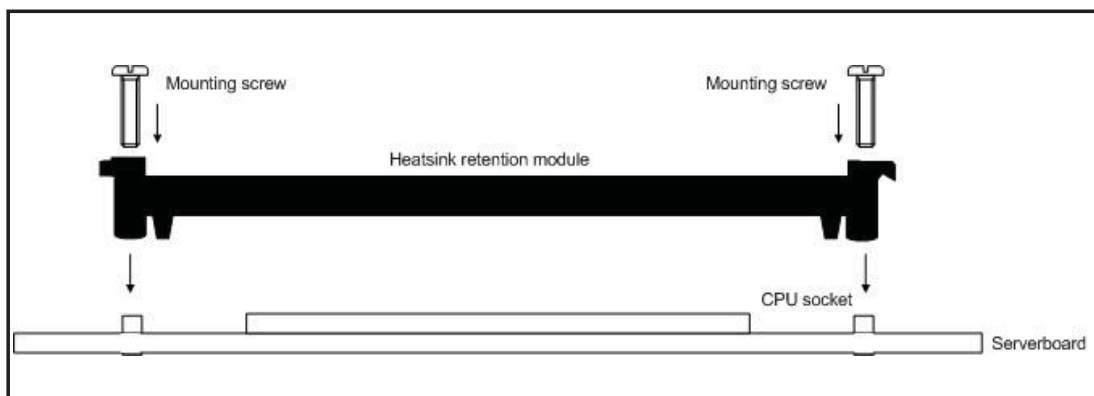 Mounting screw
Mounting screw
Heatsink retention module
CPU socket
Serverboard